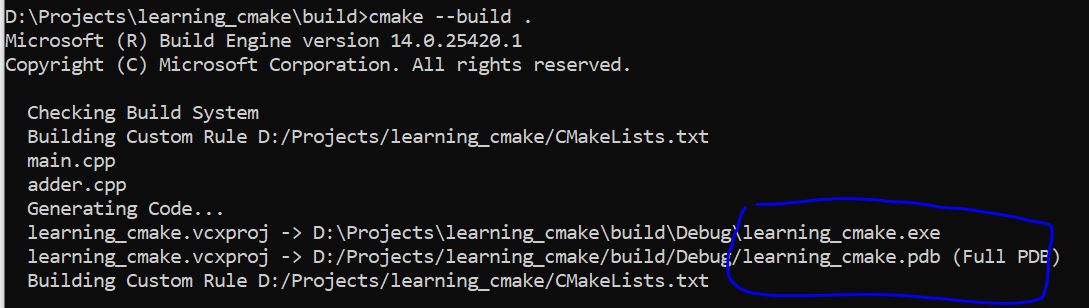 D:\Projects\learning_cmake\build>cmake --build .
Microsoft (R) Build Engine version 14.0.25420.1
Copyright (C) Microsoft Corporation. All rights reserved.
Checking Build System
Building Custom Rule D:/Projects/learning_cmake/CMakeLists.txt
main.cpp
adder.cpp
Generating Code...
learning_cmake.vcxproj -> D:\Projects\learning_cmake\build\Debug\learning_cmake.exe
learning_cmake.vcxproj -> D:/Projects/learning_cmake/build/Debug/learning_cmake.pdb (Full PDB)
Building Custom Rule D:/Projects/learning_cmake/CMakeLists.txt